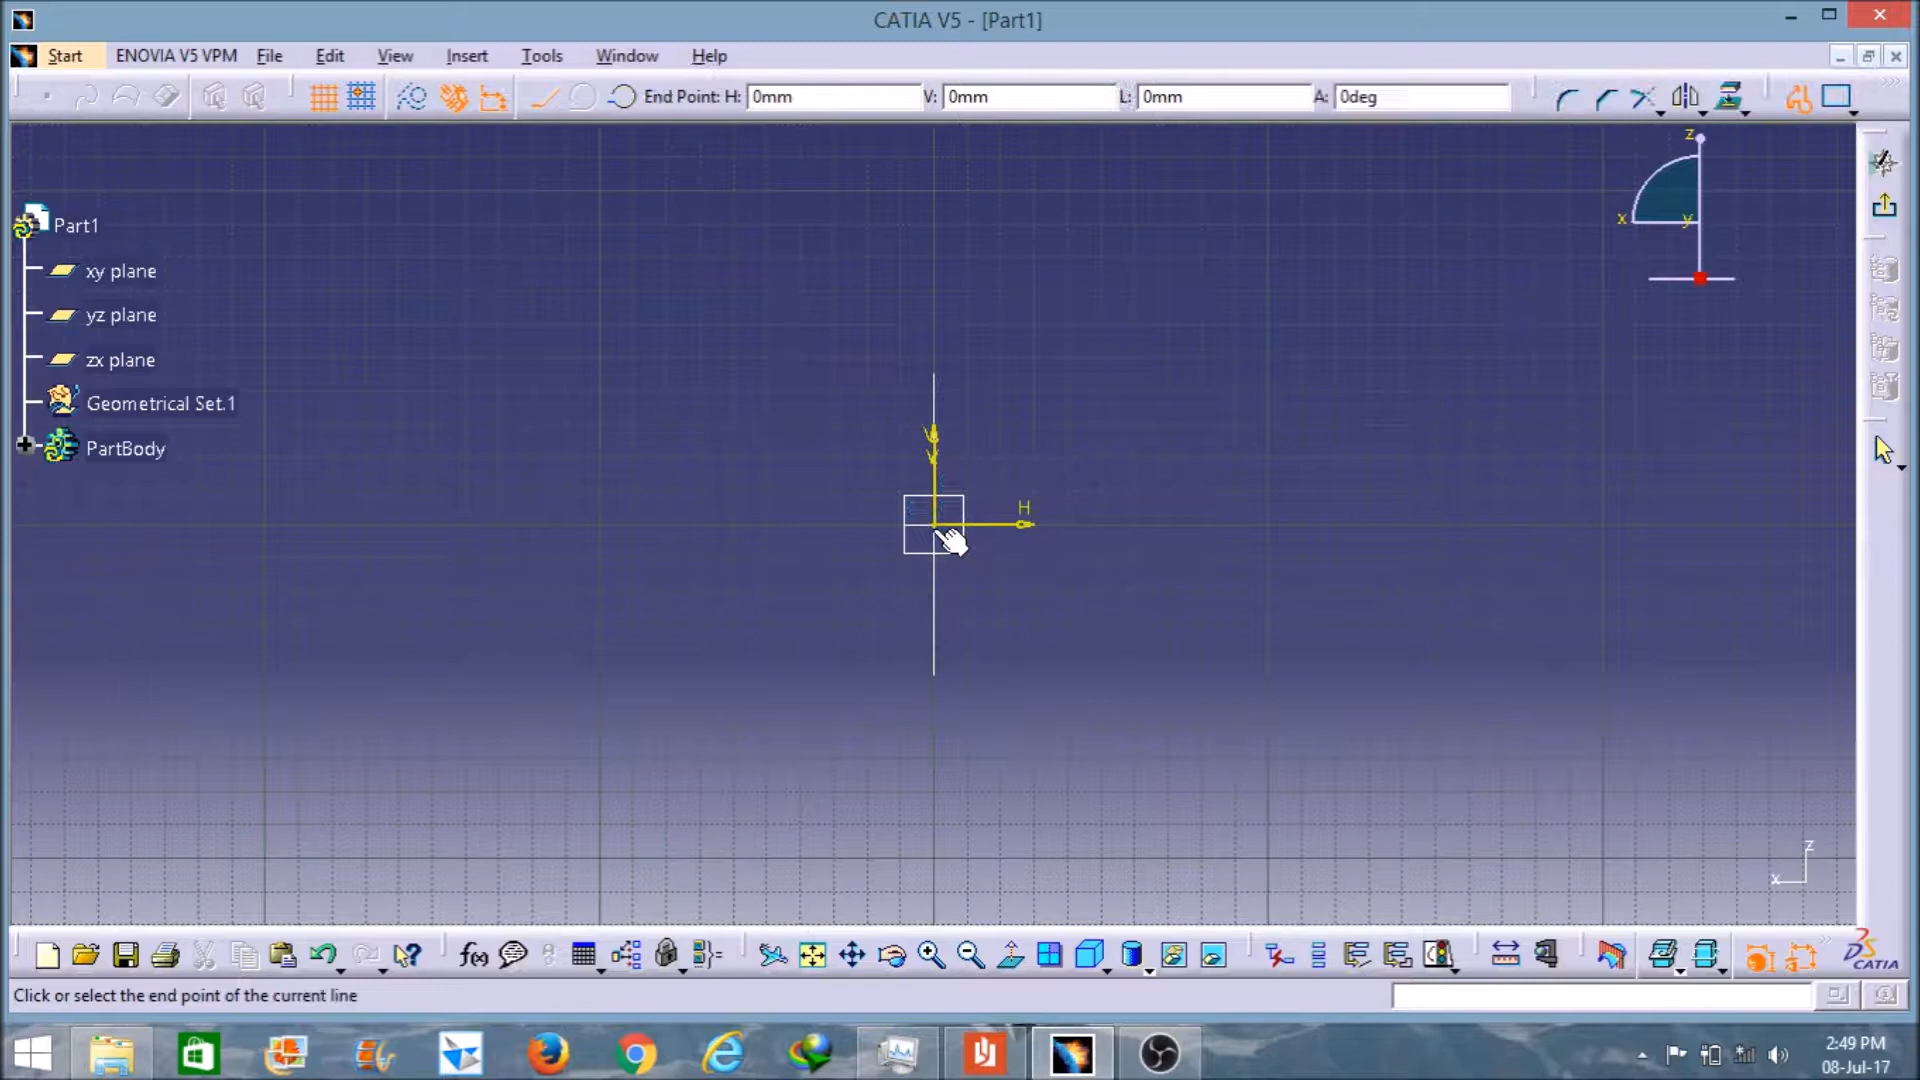 CATIA V5 - [Part1]
Start ENOVIA V5 VPM File Edit View Insert Tools Window Help
End Point: H: 0mm V: 0mm L: 0mm A: 0deg
z
x y
Part1
xy plane
yz plane
zx plane
Geometrical Set.1
PartBody
V
H
z
x
f(x)
CATIA
Click or select the end point of the current line
2:49 PM
08-Jul-17